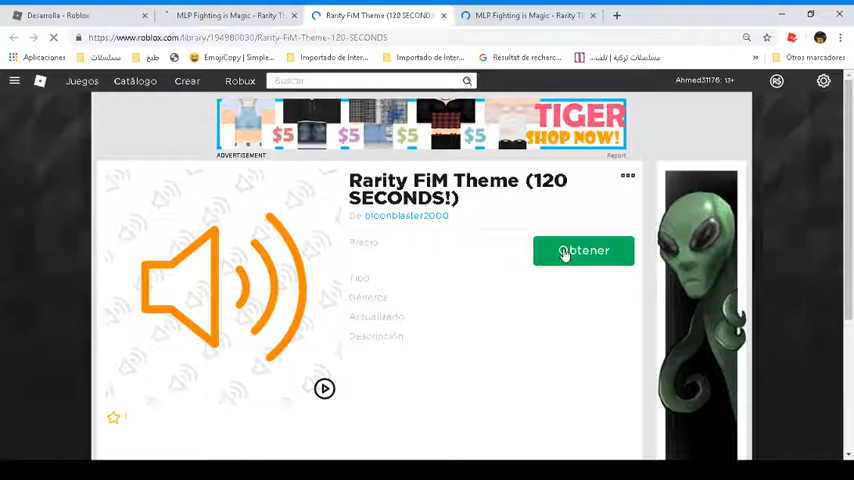 Desarrolla - Roblox
MLP Fighting is Magic - Rarity Th
Rarity FiM Theme (120 SECONDS
MLP Fighting is Magic - Rarity Th
https://www.roblox.com/library/194980030/Rarity-FiM-Theme-120-SECONDS
Aplicaciones
مسلسلات
طبخ
EmojiCopy | Simple...
Importado de Inter...
Importado de Inter...
Résultat de recherc...
مسلسلات تركية | تلف...
Otros marcadores
Juegos
Catálogo
Crear
Robux
Buscar
Ahmed31176: 13+
$5
$5
$5
$5
TIGER
SHOP NOW!
ADVERTISEMENT
Report
Rarity FiM Theme (120
SECONDS!)
De bloonblaster2000
Precio
Obtener
Tipo
Géneros
Actualizado
Descripción
1